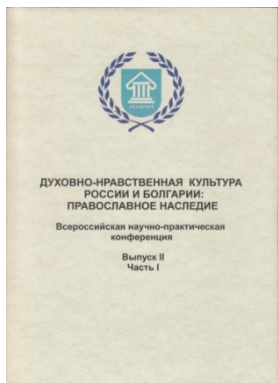 ДУХОВНО-НРАВСТВЕННАЯ КУЛЬТУРА
РОССИИ И БОЛГАРИИ:
ПРАВОСЛАВНОЕ НАСЛЕДИЕ
Всероссийская научно-практическая
конференция
Выпуск II
Часть I